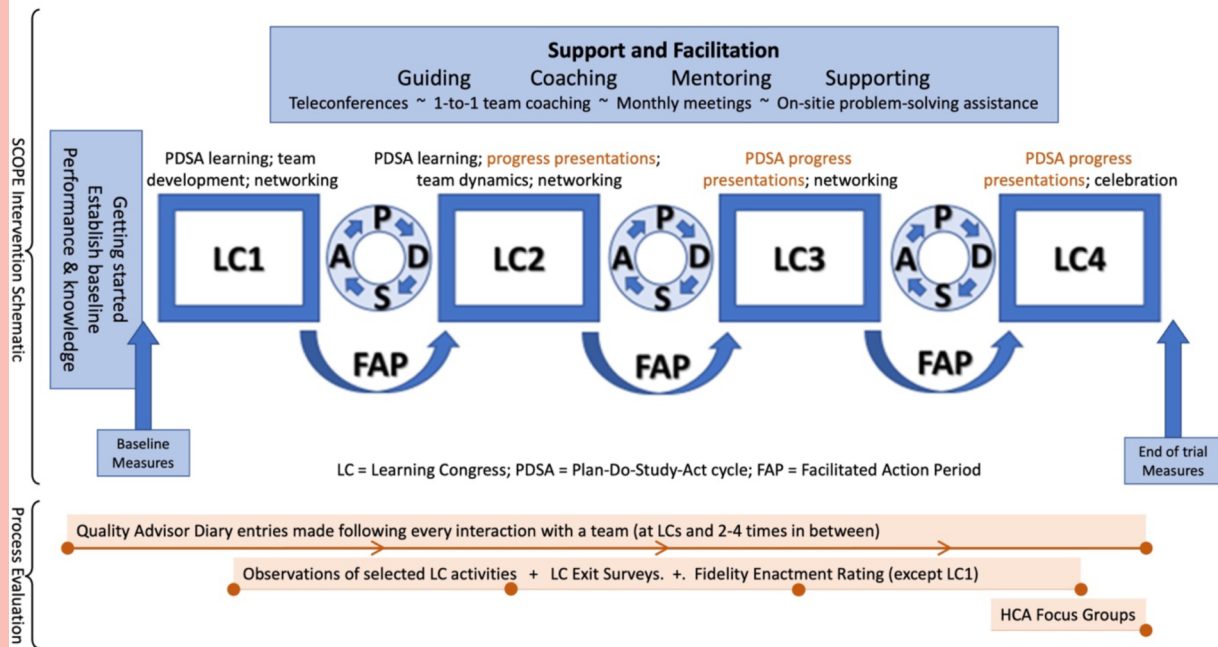 SCOPE Intervention Schematic
Support and Facilitation
Guiding Coaching Mentoring Supporting
Teleconferences ~ 1-to-1 team coaching ~ Monthly meetings ~ On-sitie problem-solving assistance
Getting started
Establish baseline
Performance & knowledge
PDSA learning; team
development; networking
PDSA learning; progress presentations;
team dynamics; networking
PDSA progress
presentations; networking
PDSA progress
presentations; celebration
LC1
P
D
S
A
LC2
P
D
S
A
LC3
P
D
S
A
LC4
FAP
FAP
FAP
Baseline
Measures
End of trial
Measures
LC = Learning Congress; PDSA = Plan-Do-Study-Act cycle; FAP = Facilitated Action Period
Process Evaluation
Quality Advisor Diary entries made following every interaction with a team (at LCs and 2-4 times in between)
Observations of selected LC activities + LC Exit Surveys. +. Fidelity Enactment Rating (except LC1)
HCA Focus Groups